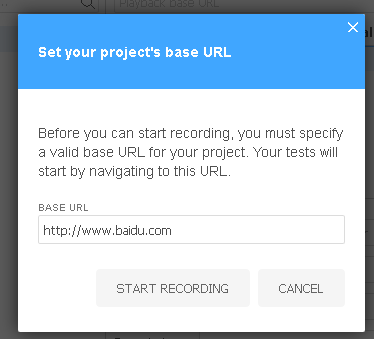 Playback base URL
Set your project's base URL
Before you can start recording, you must specify
a valid base URL for your project. Your tests will
start by navigating to this URL.
BASE URL
http://www.baidu.com
START RECORDING
CANCEL